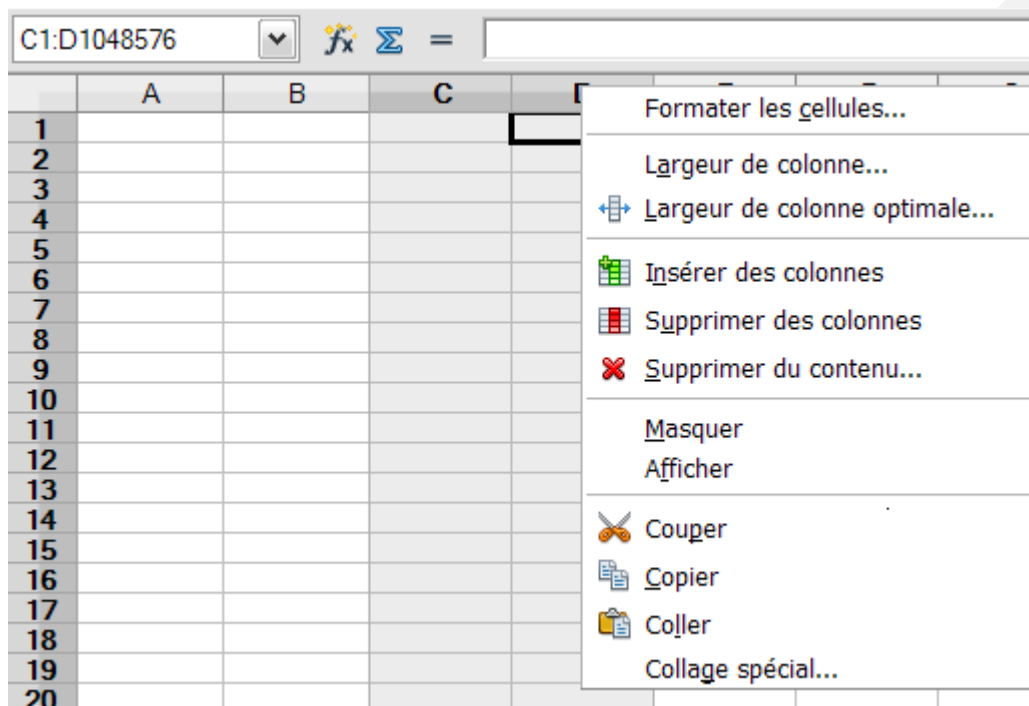 C1:D1048576
A B C
1
2
3
4
5
6
7
8
9
10
11
12
13
14
15
16
17
18
19
20
Formater les cellules...
Largeur de colonne...
Largeur de colonne optimale...
Insérer des colonnes
Supprimer des colonnes
Supprimer du contenu...
Masquer
Afficher
Couper
Copier
Coller
Collage spécial...